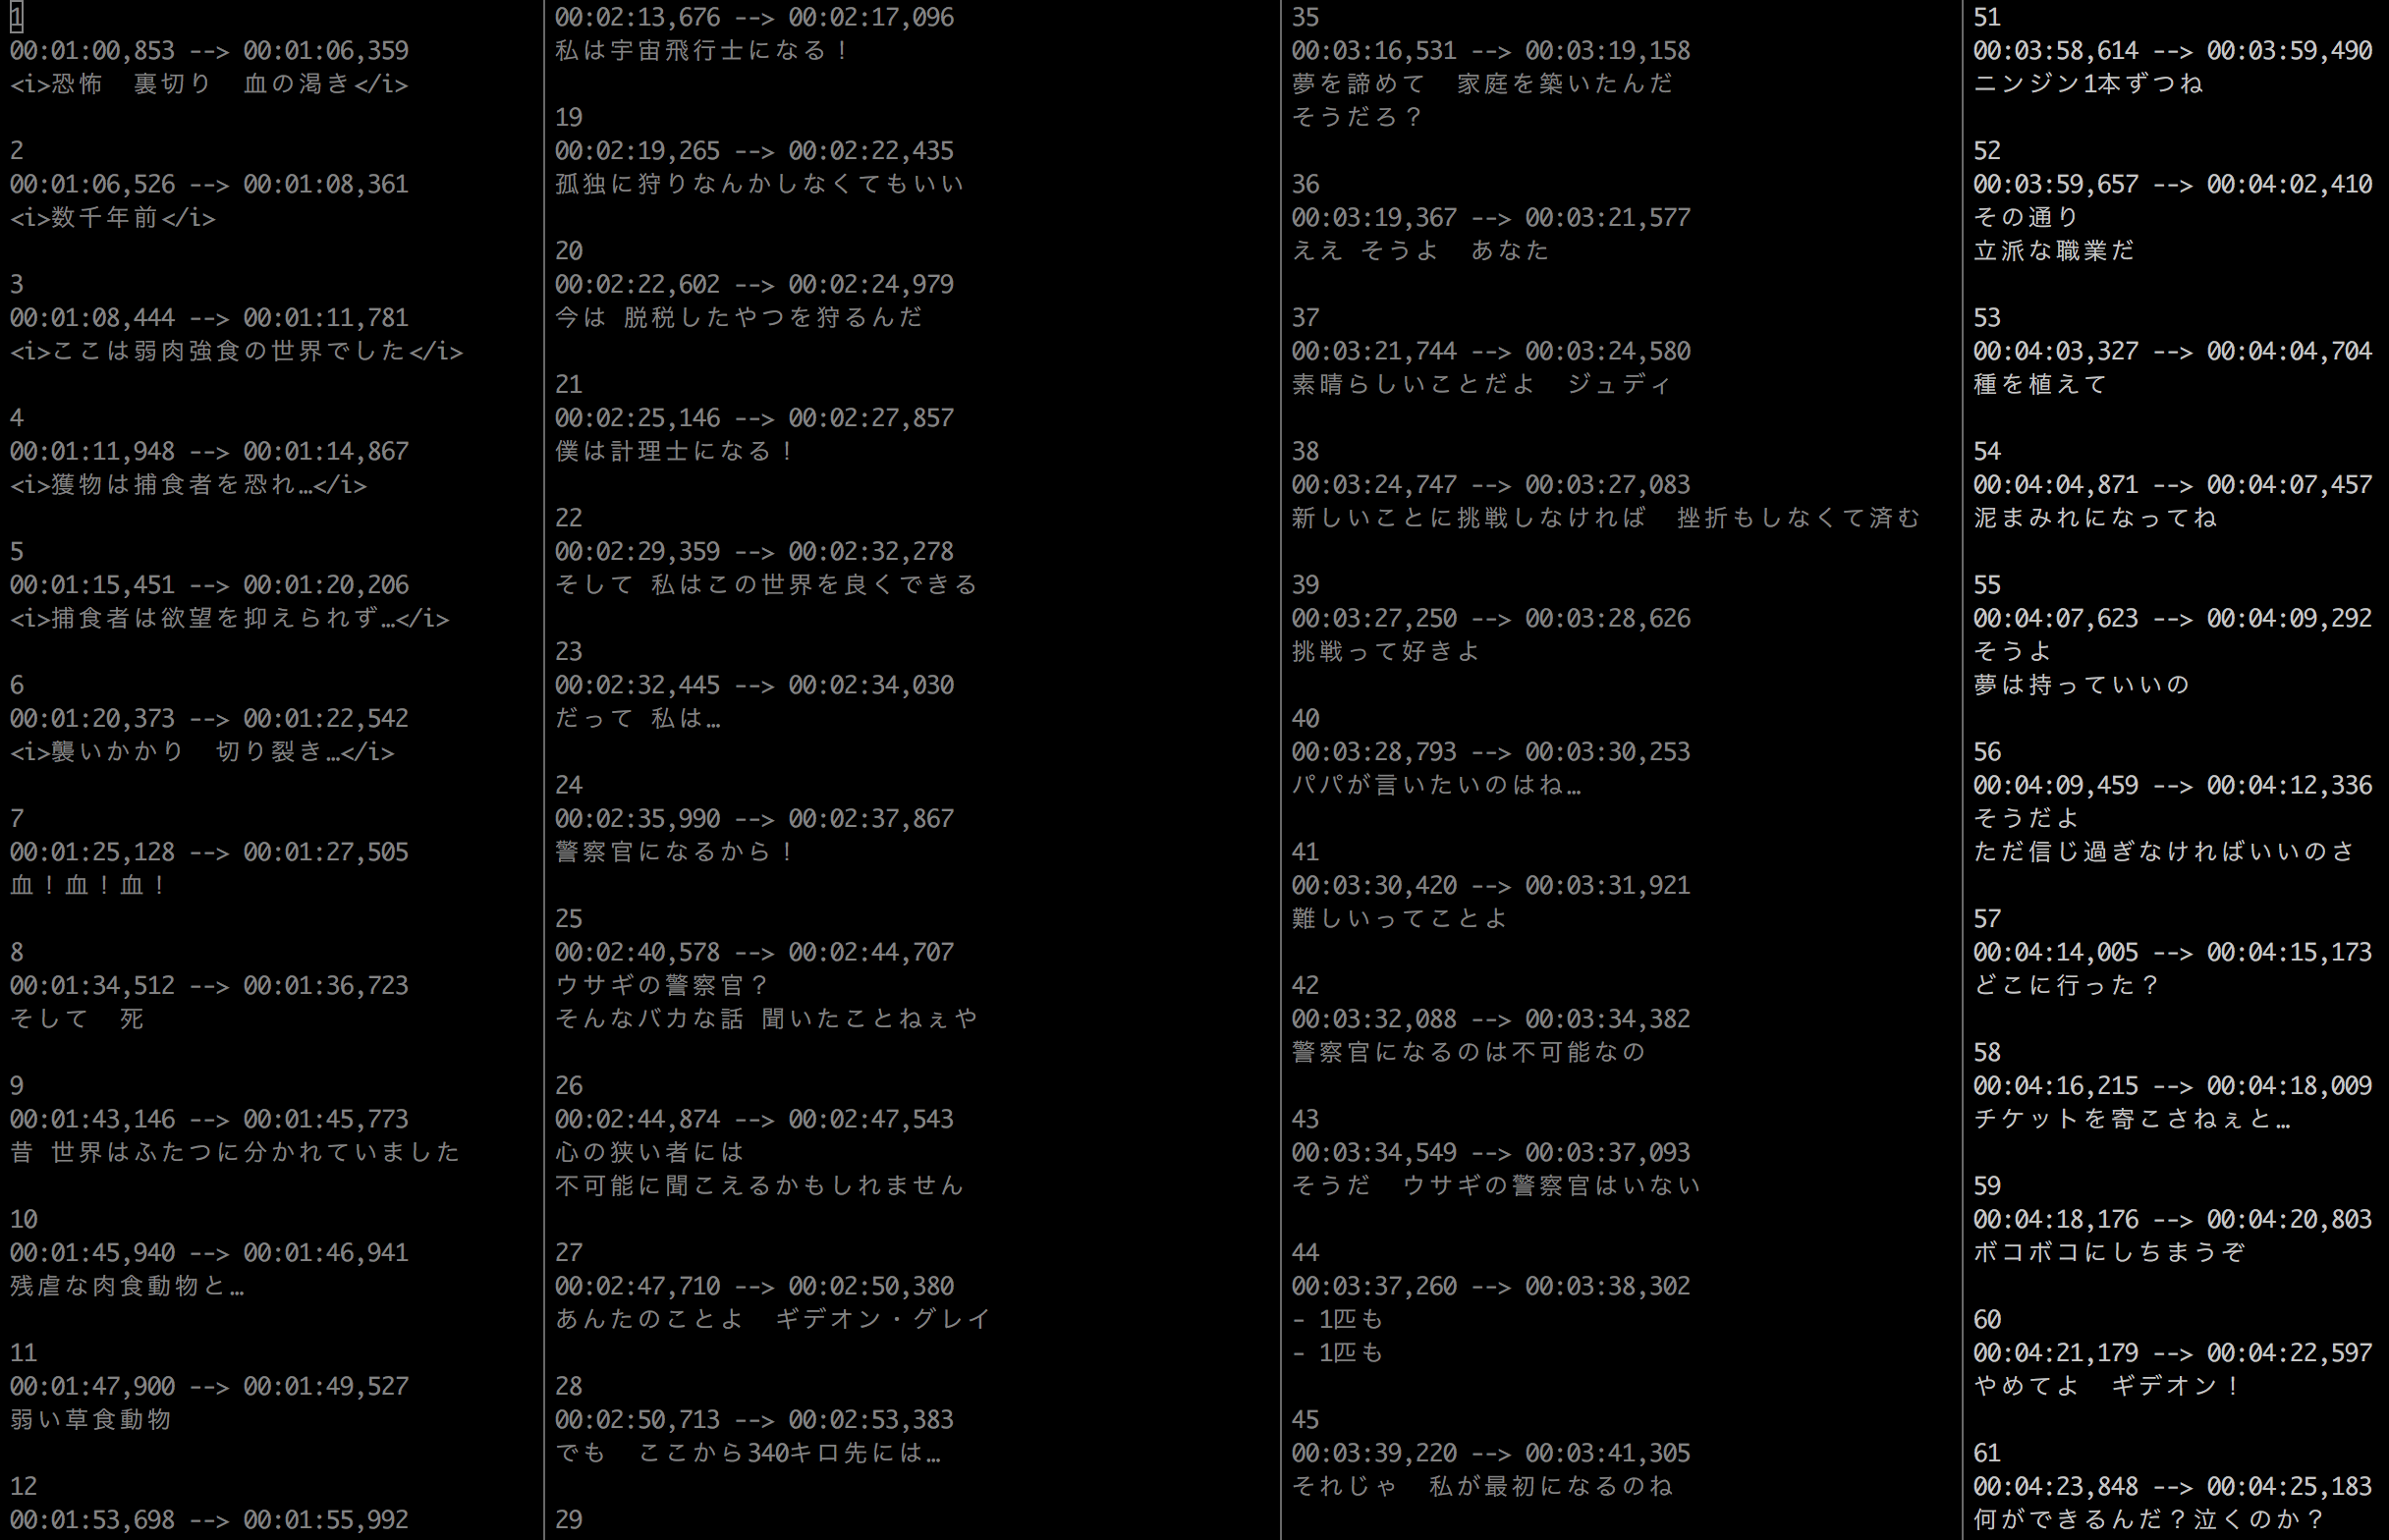 1
00:01:00,853 --> 00:01:06,359
<i>恐怖　裏切り　血の渇き</i>

2
00:01:06,526 --> 00:01:08,361
<i>数千年前</i>

3
00:01:08,444 --> 00:01:11,781
<i>ここは弱肉強食の世界でした</i>

4
00:01:11,948 --> 00:01:14,867
<i>獲物は捕食者を恐れ…</i>

5
00:01:15,451 --> 00:01:20,206
<i>捕食者は欲望を抑えられず…</i>

6
00:01:20,373 --> 00:01:22,542
<i>襲いかかり　切り裂き…</i>

7
00:01:25,128 --> 00:01:27,505
血！血！血！

8
00:01:34,512 --> 00:01:36,723
そして　死

9
00:01:43,146 --> 00:01:45,773
昔 世界はふたつに分かれていました

10
00:01:45,940 --> 00:01:46,941
残虐な肉食動物と…

11
00:01:47,900 --> 00:01:49,527
弱い草食動物

12
00:01:53,698 --> 00:01:55,992
00:02:13,676 --> 00:02:17,096
私は宇宙飛行士になる！

19
00:02:19,265 --> 00:02:22,435
孤独に狩りなんかしなくてもいい

20
00:02:22,602 --> 00:02:24,979
今は 脱税したやつを狩るんだ

21
00:02:25,146 --> 00:02:27,857
僕は計理士になる！

22
00:02:29,359 --> 00:02:32,278
そして 私はこの世界を良くできる

23
00:02:32,445 --> 00:02:34,030
だって 私は…

24
00:02:35,990 --> 00:02:37,867
警察官になるから！

25
00:02:40,578 --> 00:02:44,707
ウサギの警察官？
そんなバカな話 聞いたことねぇや

26
00:02:44,874 --> 00:02:47,543
心の狭い者には
不可能に聞こえるかもしれません

27
00:02:47,710 --> 00:02:50,380
あんたのことよ　ギデオン・グレイ

28
00:02:50,713 --> 00:02:53,383
でも　ここから340キロ先には…

29
35
00:03:16,531 --> 00:03:19,158
夢を諦めて　家庭を築いたんだ
そうだろ？

36
00:03:19,367 --> 00:03:21,577
ええ そうよ　あなた

37
00:03:21,744 --> 00:03:24,580
素晴らしいことだよ　ジュディ

38
00:03:24,747 --> 00:03:27,083
新しいことに挑戦しなければ　挫折もしなくて済む

39
00:03:27,250 --> 00:03:28,626
挑戦って好きよ

40
00:03:28,793 --> 00:03:30,253
パパが言いたいのはね…

41
00:03:30,420 --> 00:03:31,921
難しいってことよ

42
00:03:32,088 --> 00:03:34,382
警察官になるのは不可能なの

43
00:03:34,549 --> 00:03:37,093
そうだ　ウサギの警察官はいない

44
00:03:37,260 --> 00:03:38,302
- 1匹も
- 1匹も

45
00:03:39,220 --> 00:03:41,305
それじゃ　私が最初になるのね
51
00:03:58,614 --> 00:03:59,490
ニンジン1本ずつね

52
00:03:59,657 --> 00:04:02,410
その通り
立派な職業だ

53
00:04:03,327 --> 00:04:04,704
種を植えて

54
00:04:04,871 --> 00:04:07,457
泥まみれになってね

55
00:04:07,623 --> 00:04:09,292
そうよ
夢は持っていいの

56
00:04:09,459 --> 00:04:12,336
そうだよ
ただ信じ過ぎなければいいのさ

57
00:04:14,005 --> 00:04:15,173
どこに行った？

58
00:04:16,215 --> 00:04:18,009
チケットを寄こさねぇと…

59
00:04:18,176 --> 00:04:20,803
ボコボコにしちまうぞ

60
00:04:21,179 --> 00:04:22,597
やめてよ　ギデオン！

61
00:04:23,848 --> 00:04:25,183
何ができるんだ？泣くのか？